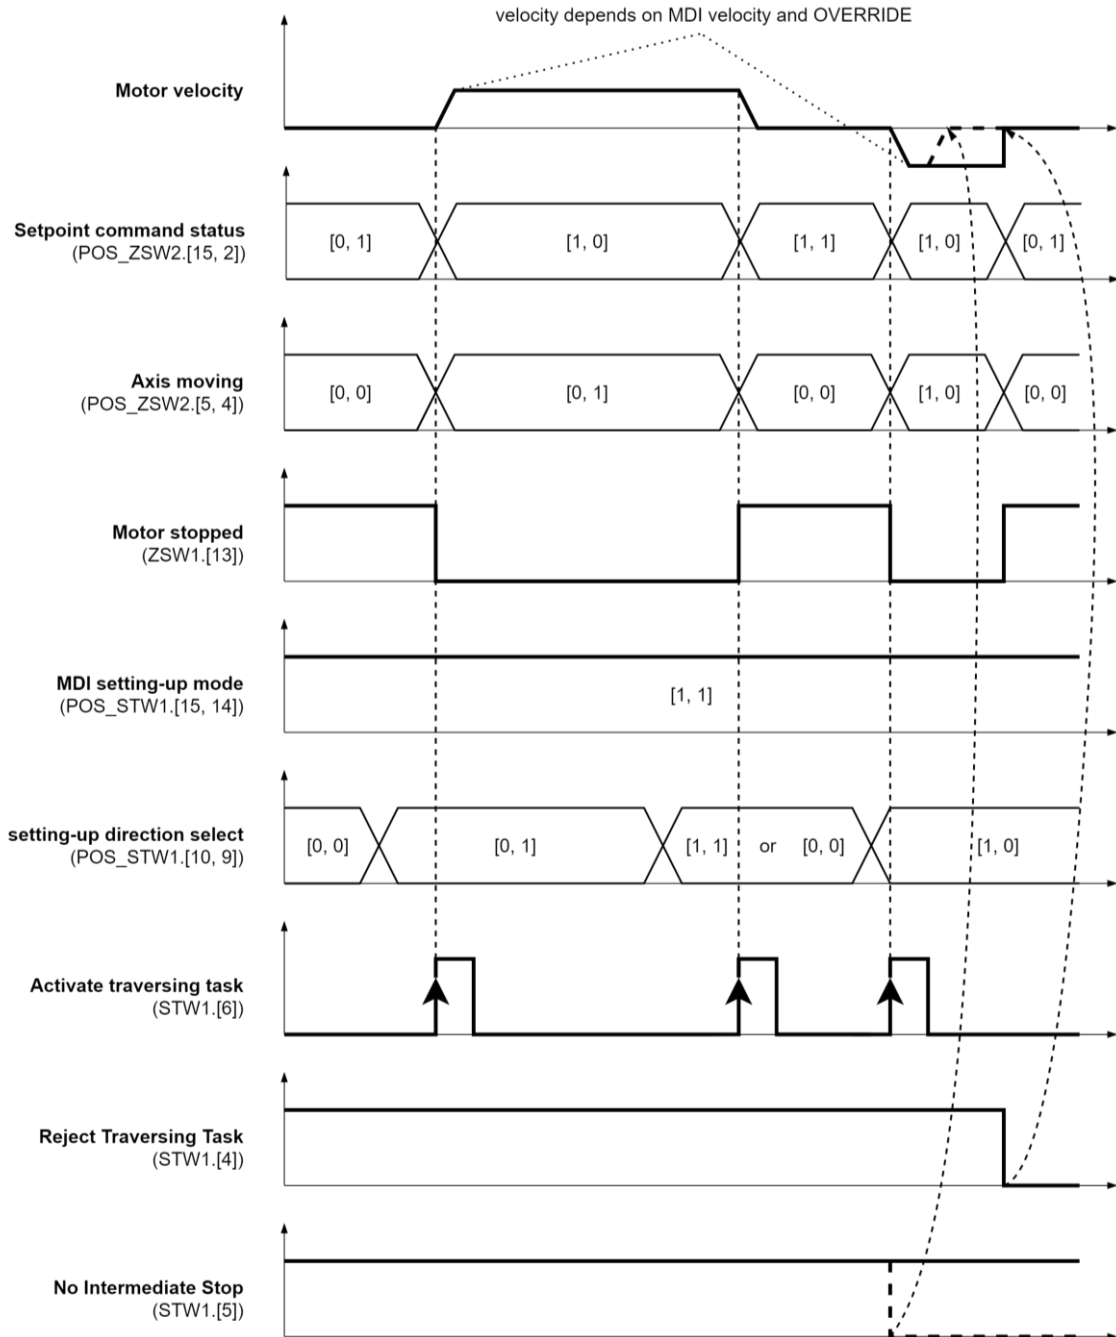 velocity depends on MDI velocity and OVERRIDE
Motor velocity
Setpoint command status
(POS_ZSW2.[15, 2])
[0, 1]
[1, 0]
[1, 1]
[1, 0]
[0, 1]
Axis moving
(POS_ZSW2.[5, 4])
[0, 0]
[0, 1]
[0, 0]
[1, 0]
[0, 0]
Motor stopped
(ZSW1.[13])
MDI setting-up mode
(POS_STW1.[15, 14])
[1, 1]
setting-up direction select
(POS_STW1.[10, 9])
[0, 0]
[0, 1]
[1, 1] or [0, 0]
[1, 0]
Activate traversing task
(STW1.[6])
Reject Traversing Task
(STW1.[4])
No Intermediate Stop
(STW1.[5])